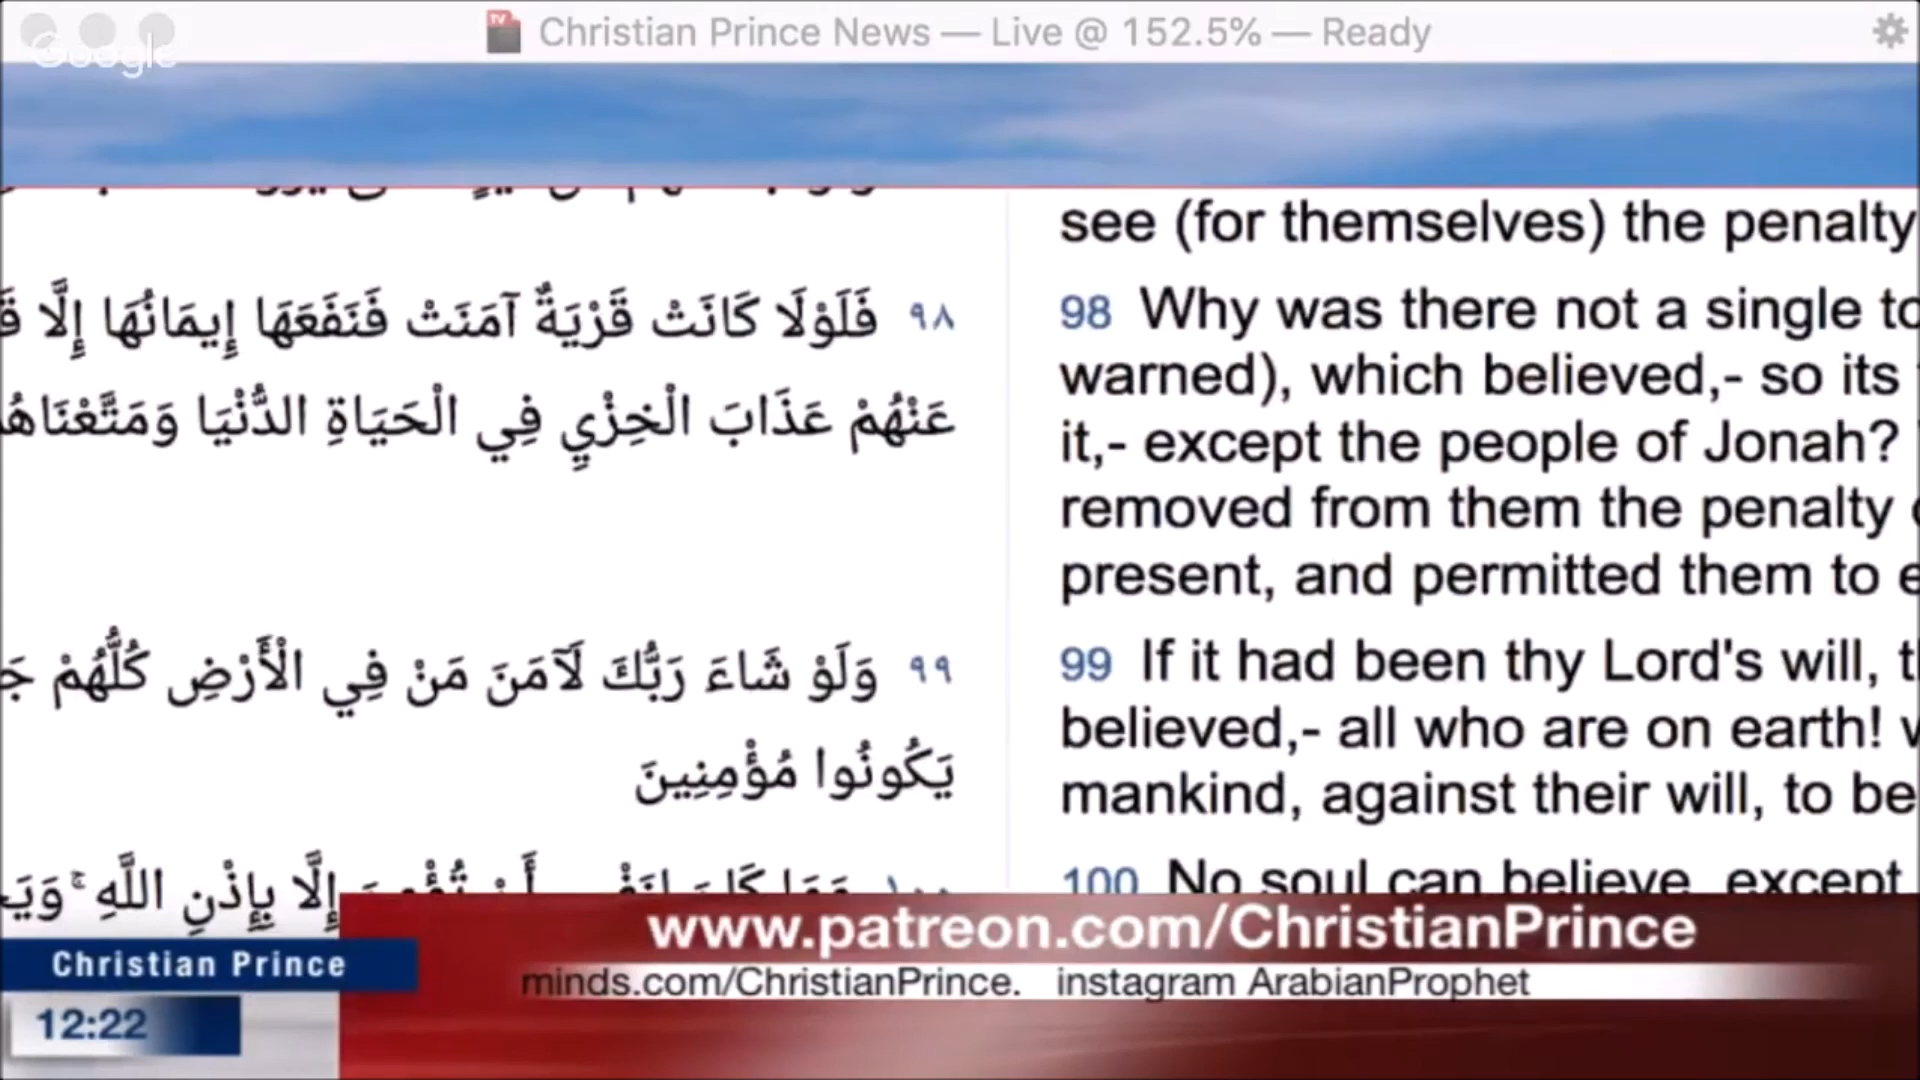 Christian Prince News — Live @ 152.5% — Ready
Google
٩٨ فَلَوْلَا كَانَتْ قَرْيَةٌ آمَنَتْ فَنَفَعَهَا إِيمَانُهَا إِلَّا
عَنْهُمْ عَذَابَ الْخِزْيِ فِي الْحَيَاةِ الدُّنْيَا
٩٩ وَلَوْ شَاءَ رَبُّكَ لَآمَنَ مَنْ فِي الْأَرْضِ كُلُّهُمْ
يَكُونُوا مُؤْمِنِينَ
إِلَّا بِإِذْنِ اللَّهِ ۚ
see (for themselves) the penalty
98 Why was there not a single
warned), which believed,- so its
it,- except the people of Jonah?
removed from them the penalty
present, and permitted them to
99 If it had been thy Lord's will,
believed,- all who are on earth!
mankind, against their will, to
100 No soul can believe, except
www.patreon.com/ChristianPrince
minds.com/ChristianPrince. instagram ArabianProphet
Christian Prince
12:22